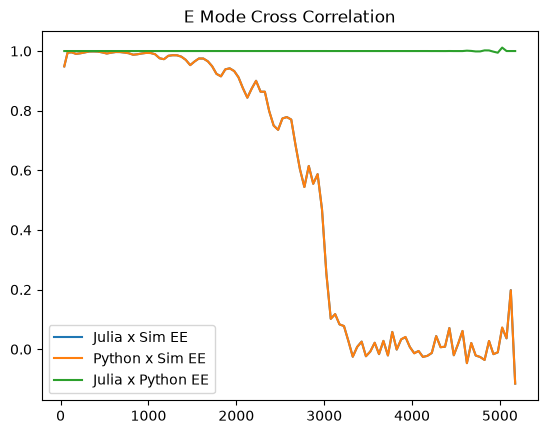 E Mode Cross Correlation
1.0
0.8
0.6
0.4
0.2
0.0
Julia x Sim EE
Python x Sim EE
Julia x Python EE
0 1000 2000 3000 4000 5000